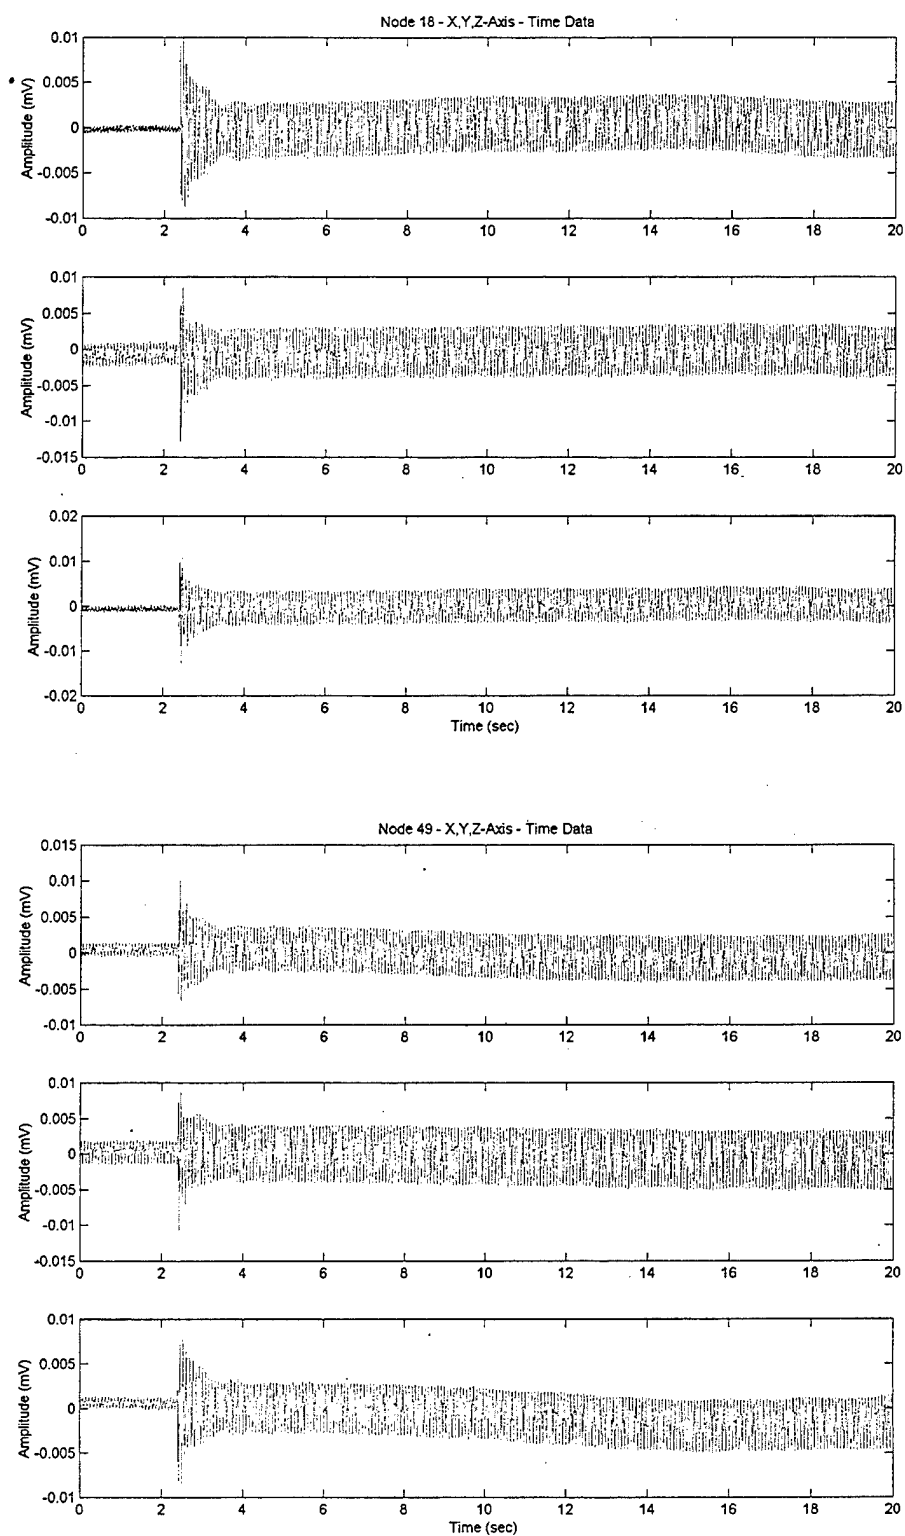 Node 18 - X,Y,Z-Axis - Time Data
0.01
0.005
0
-0.005
-0.01
Amplitude (mV)
0 2 4 6 8 10 12 14 16 18 20
0.01
0.005
0
-0.005
-0.01
-0.015
Amplitude (mV)
0 2 4 6 8 10 12 14 16 18 20
0.02
0.01
0
-0.01
-0.02
Amplitude (mV)
0 2 4 6 8 10 12 14 16 18 20
Time (sec)
Node 49 - X,Y,Z-Axis - Time Data
0.015
0.01
0.005
0
-0.005
-0.01
Amplitude (mV)
0 2 4 6 8 10 12 14 16 18 20
0.01
0.005
0
-0.005
-0.01
-0.015
Amplitude (mV)
0 2 4 6 8 10 12 14 16 18 20
0.01
0.005
0
-0.005
-0.01
Amplitude (mV)
0 2 4 6 8 10 12 14 16 18 20
Time (sec)